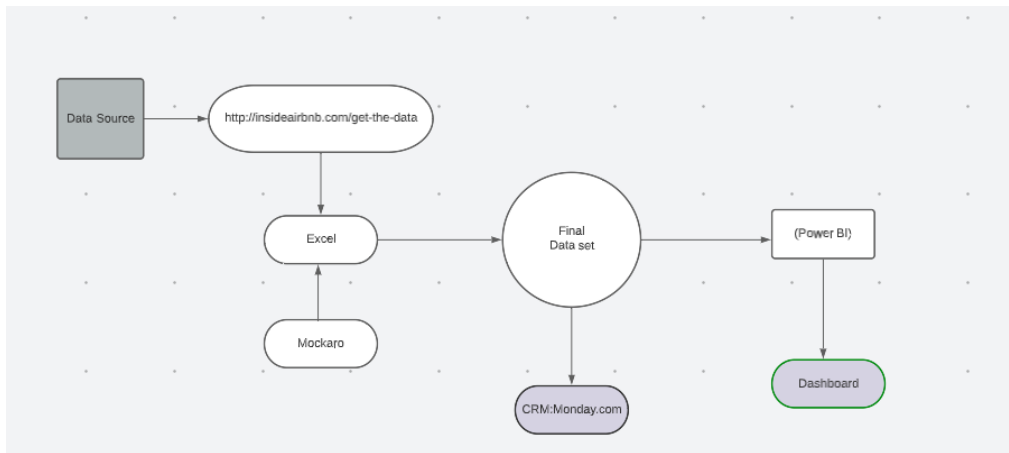 Data Source
http://insideairbnb.com/get-the-data
Excel
Final
Data set
(Power BI)
Mockaro
Dashboard
CRM:Monday.com